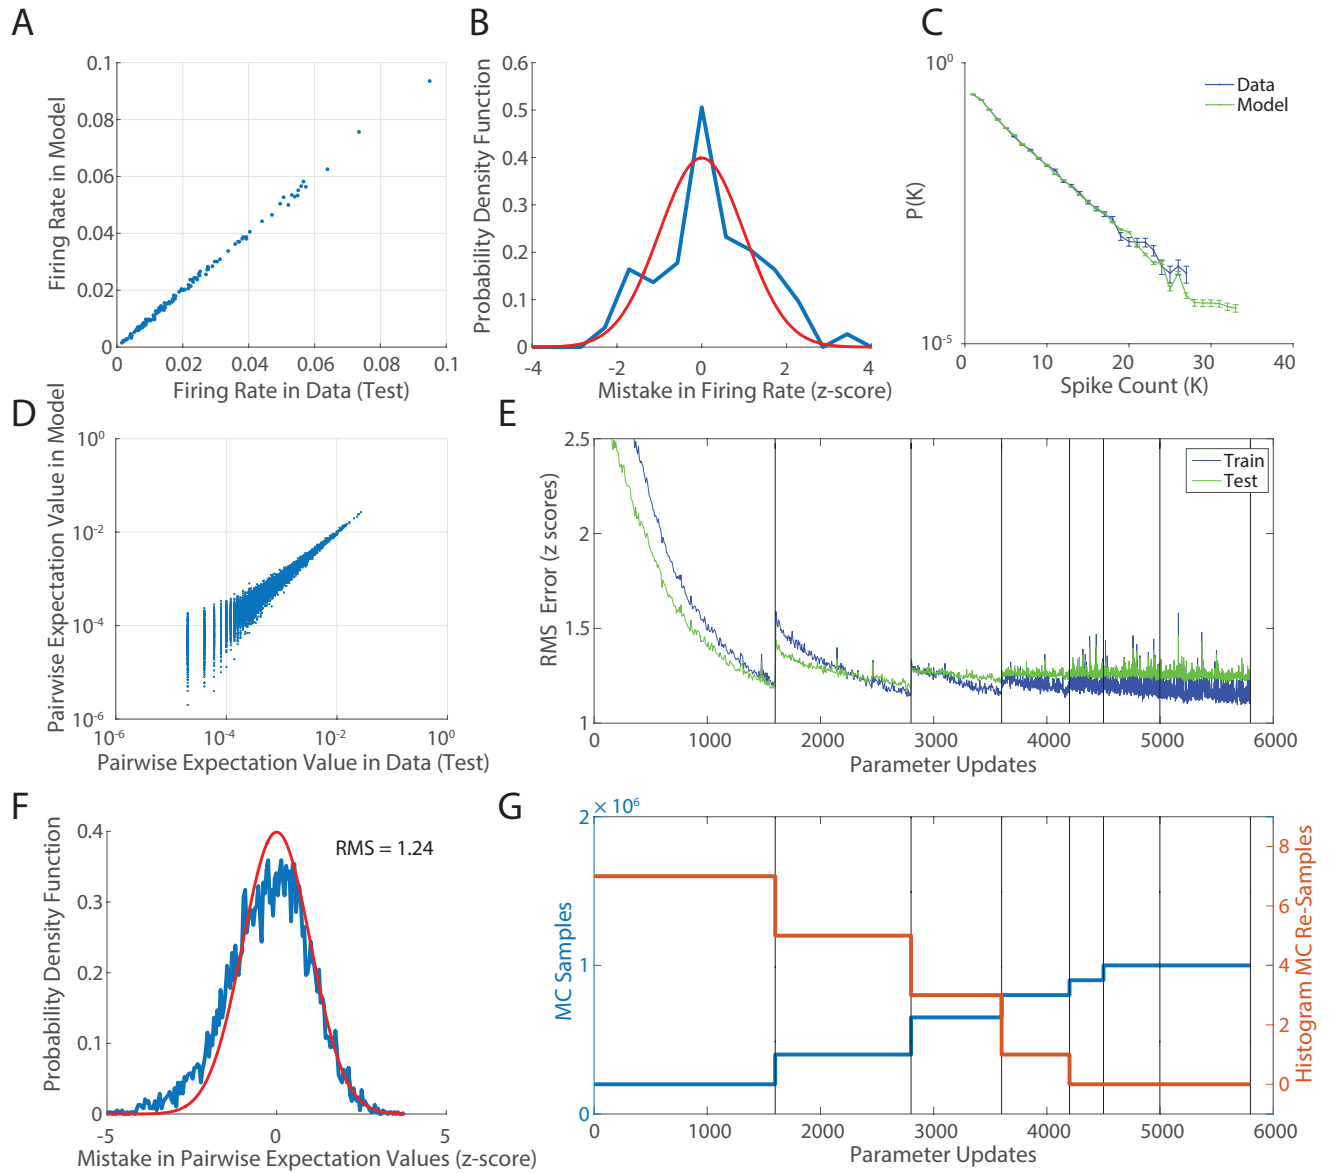 A
Firing Rate in Model
0.1
0.08
0.06
0.04
0.02
0
0
0.02
0.04
0.06
0.08
0.1
Firing Rate in Data (Test)
B
Probability Density Function
0.6
0.5
0.4
0.3
0.2
0.1
0
-4
-2
0
2
4
Mistake in Firing Rate (z-score)
C
P(K)
10^0
10^-5
0
10
20
30
40
Spike Count (K)
Data
Model
D
Pairwise Expectation Value in Model
10^0
10^-2
10^-4
10^-6
10^-6
10^-4
10^-2
10^0
Pairwise Expectation Value in Data (Test)
E
RMS Error (z scores)
2.5
2
1.5
1
0
1000
2000
3000
4000
5000
6000
Parameter Updates
Train
Test
F
Probability Density Function
0.4
0.3
0.2
0.1
0
-5
0
5
Mistake in Pairwise Expectation Values (z-score)
RMS = 1.24
G
MC Samples
2 × 10^6
1
0
0
1000
2000
3000
4000
5000
6000
Parameter Updates
8
6
4
2
0
Histogram MC Re-Samples